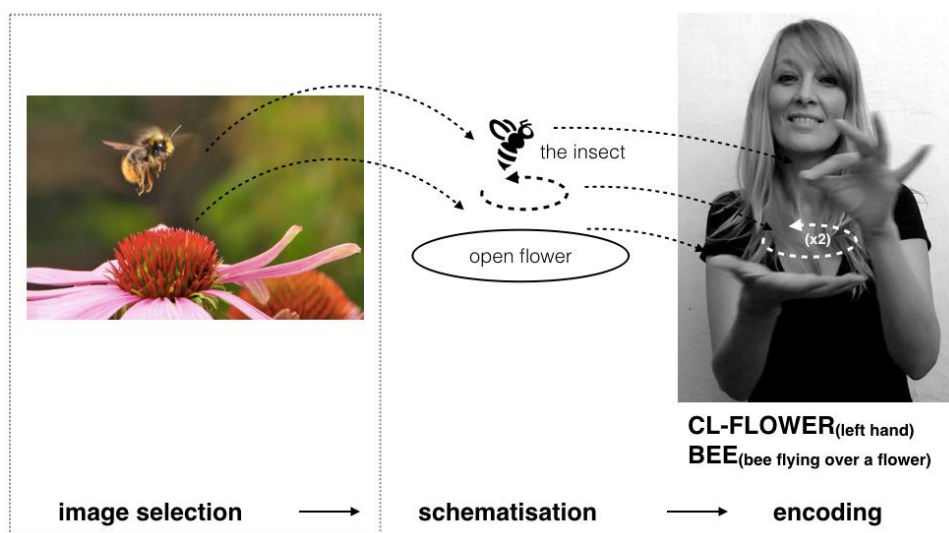 the insect
open flower
(x2)
CL-FLOWER(left hand)
BEE(bee flying over a flower)
image selection
schematisation
encoding